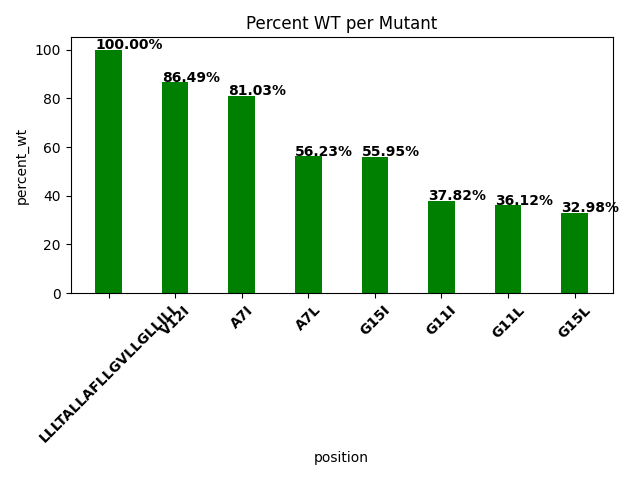 Percent WT per Mutant
percent_wt
100
80
60
40
20
0
100.00%
86.49%
81.03%
56.23%
55.95%
37.82%
36.12%
32.98%
LLLTALLAFLLGVLLGLLILI
V12I
A7I
A7L
G15I
G11I
G11L
G15L
position